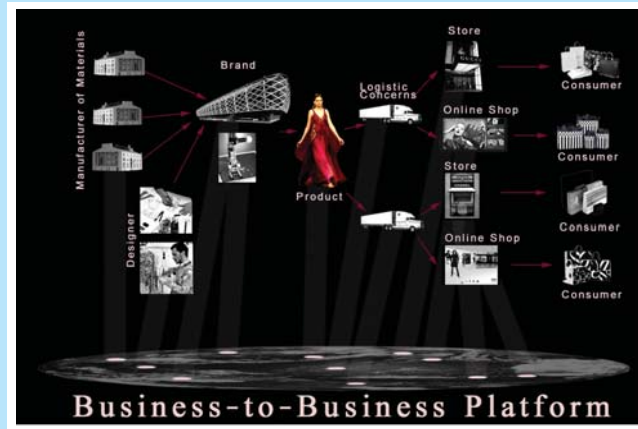 Manufacturer of Materials
Designer
Brand
Product
Logistic
Concerns
Store
Consumer
Online Shop
Consumer
Store
Consumer
Online Shop
Consumer
Business-to-Business Platform